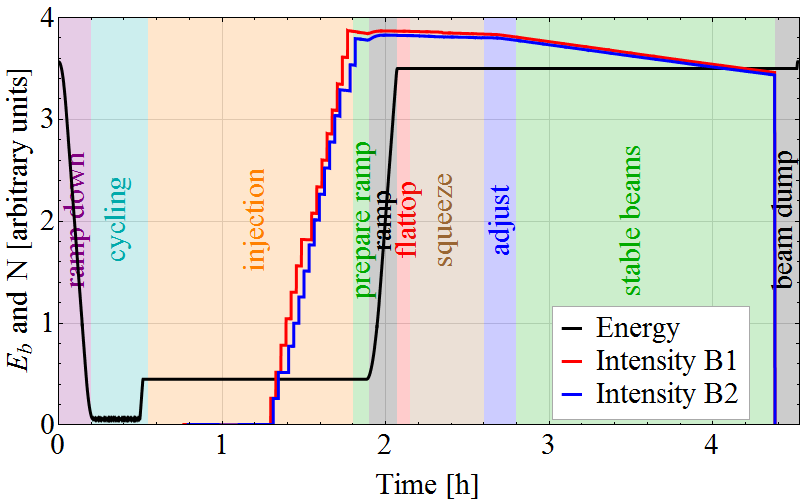 4
3
2
1
0
E_b and N [arbitrary units]
ramp down
cycling
injection
prepare ramp
ramp
flattop
squeeze
adjust
stable beams
beam dump
Energy
Intensity B1
Intensity B2
0 1 2 3 4
Time [h]